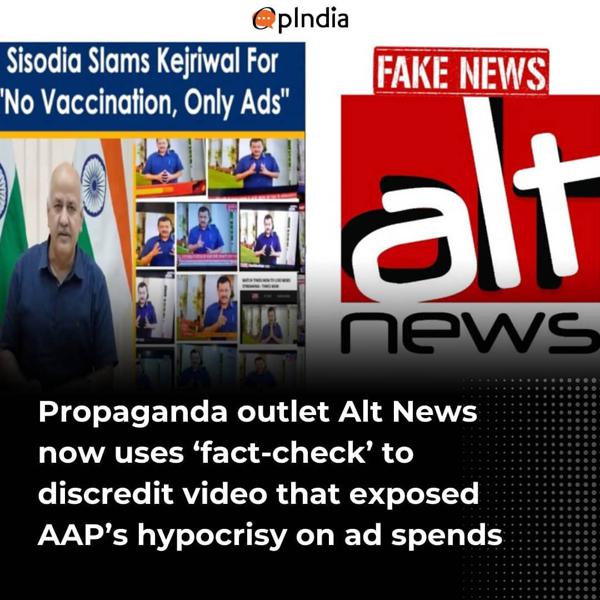 OpIndia
Sisodia Slams Kejriwal For
"No Vaccination, Only Ads"
FAKE NEWS
alt
news
Propaganda outlet Alt News
now uses ‘fact-check’ to
discredit video that exposed
AAP’s hypocrisy on ad spends